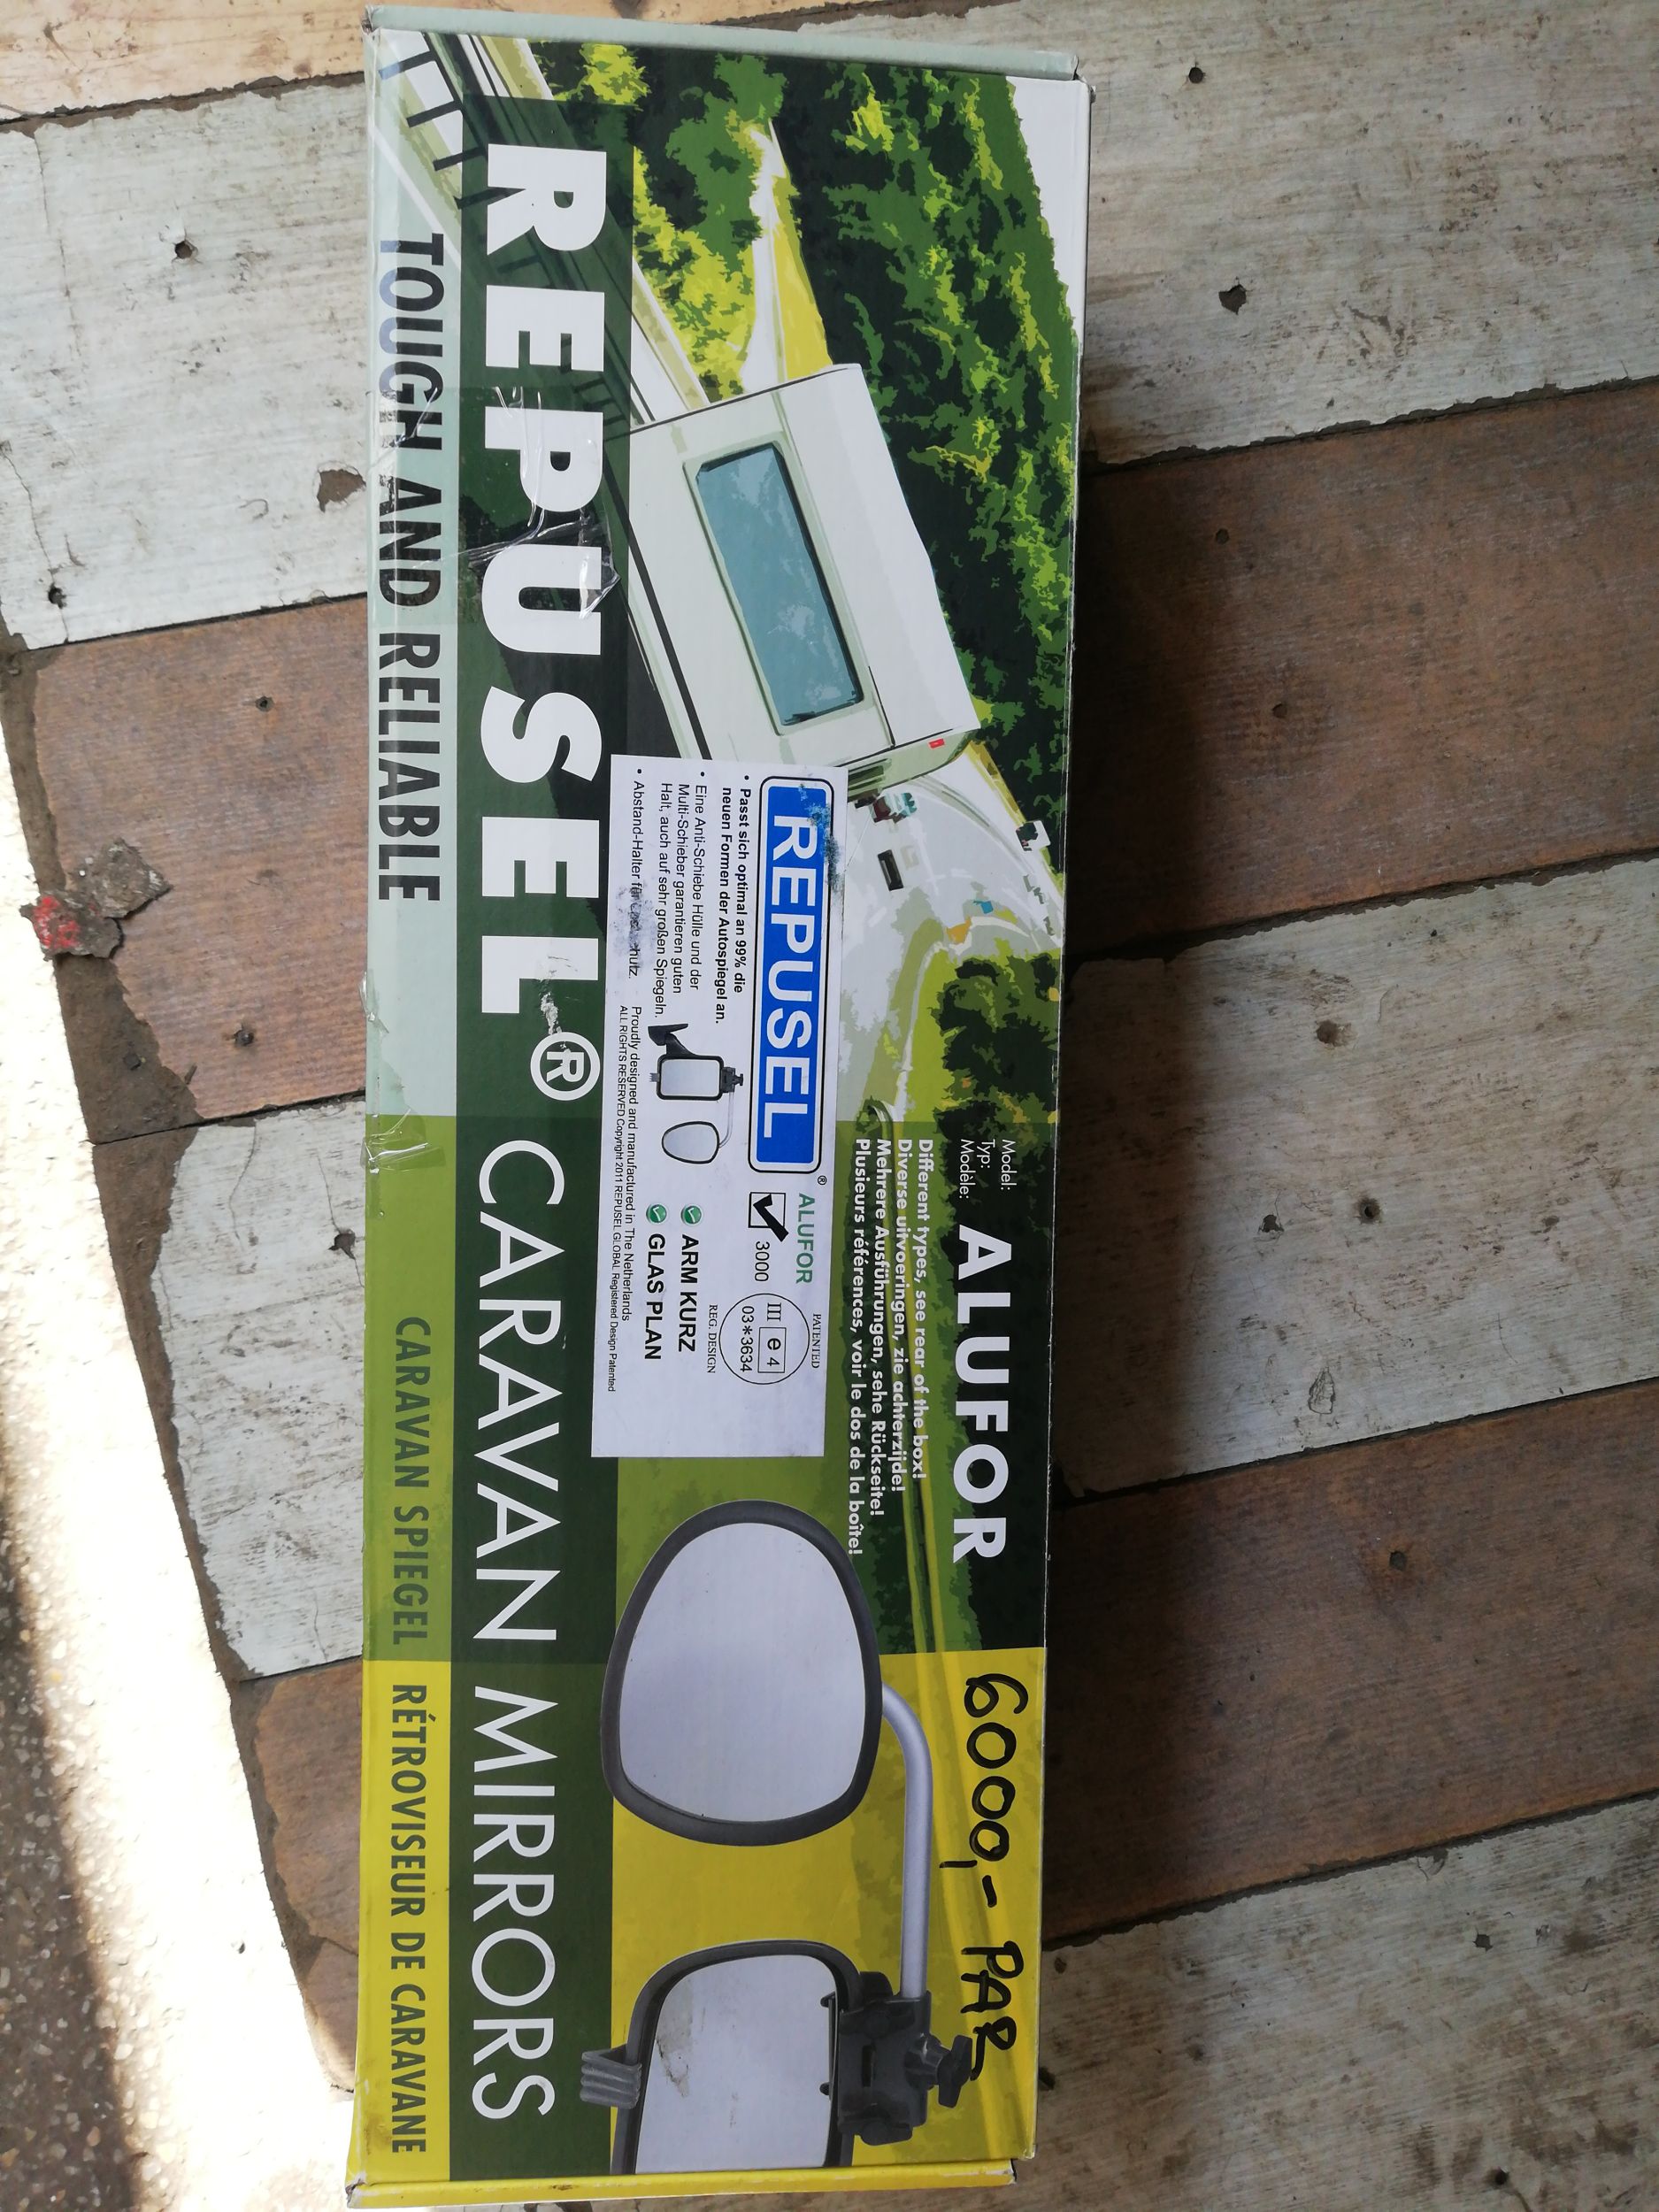 Model:
Typ:
Modèle:
ALUFOR
Different types, see rear of the box!
Diverse uitvoeringen, zie achterzijde!
Mehrere Ausführungen, sehe Rückseite!
Plusieurs références, voir le dos de la boîte!
6000,- PAR
REPUSEL®
• Passt sich optimal an 99% die
neuen Formen der Autospiegel an.
• Eine Anti-Schiebe Hülle und der
Multi-Schieber garantieren guten
Halt, auch auf sehr großen Spiegeln.
• Abstand-Halter für
ALUFOR
3000
PATENTED
III e 4
03*3634
REG. DESIGN
ARM KURZ
GLAS PLAN
Proudly designed and manufactured in The Netherlands
ALL RIGHTS RESERVED Copyright 2011 REPUSEL GLOBAL Registered Design Patented
REPUSEL® CARAVAN MIRRORS
TOUGH AND RELIABLE
CARAVAN SPIEGEL
RÉTROVISEUR DE CARAVANE